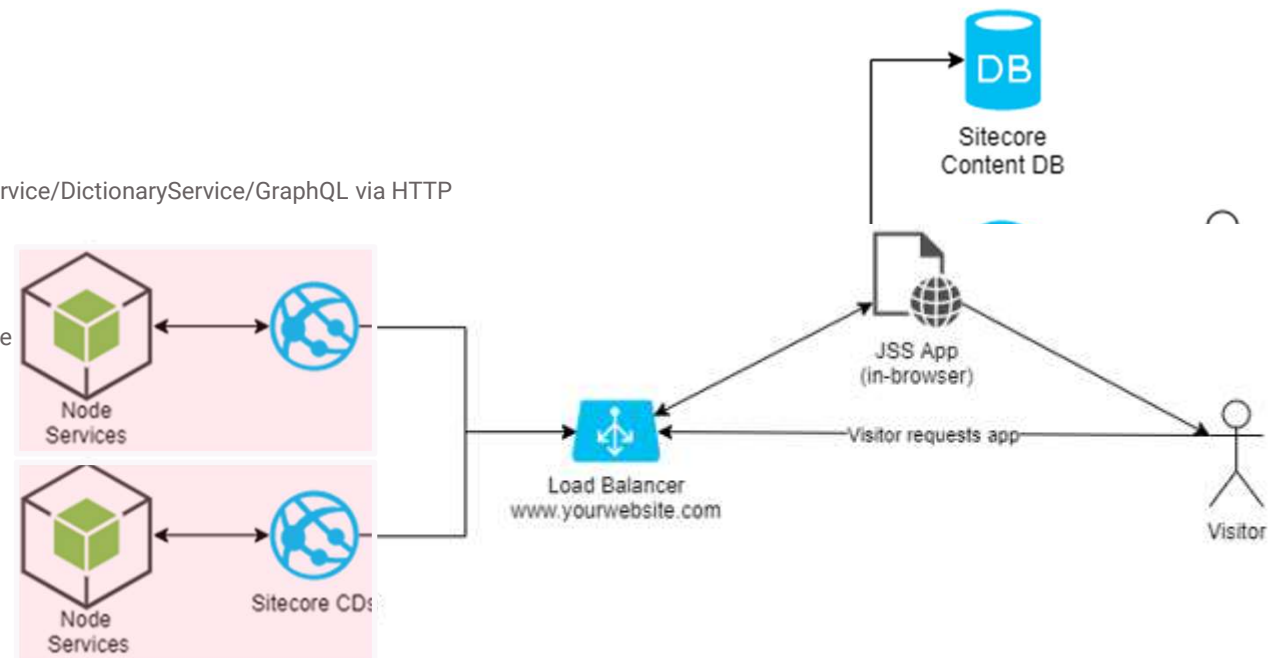 DB
Sitecore
Content DB
rvice/DictionaryService/GraphQL via HTTP
e
Node
Services
JSS App
(in-browser)
Visitor requests app
Load Balancer
www.yourwebsite.com
Visitor
Sitecore CDs
Node
Services